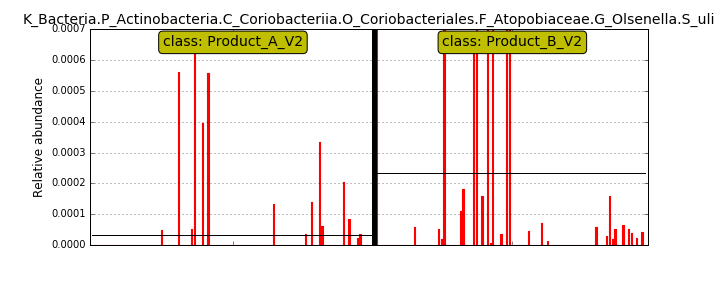 K_Bacteria.P_Actinobacteria.C_Coriobacteriia.O_Coriobacteriales.F_Atopobiaceae.G_Olsenella.S_uli
class: Product_A_V2
class: Product_B_V2
0.0007
0.0006
0.0005
0.0004
0.0003
0.0002
0.0001
0.0000
Relative abundance